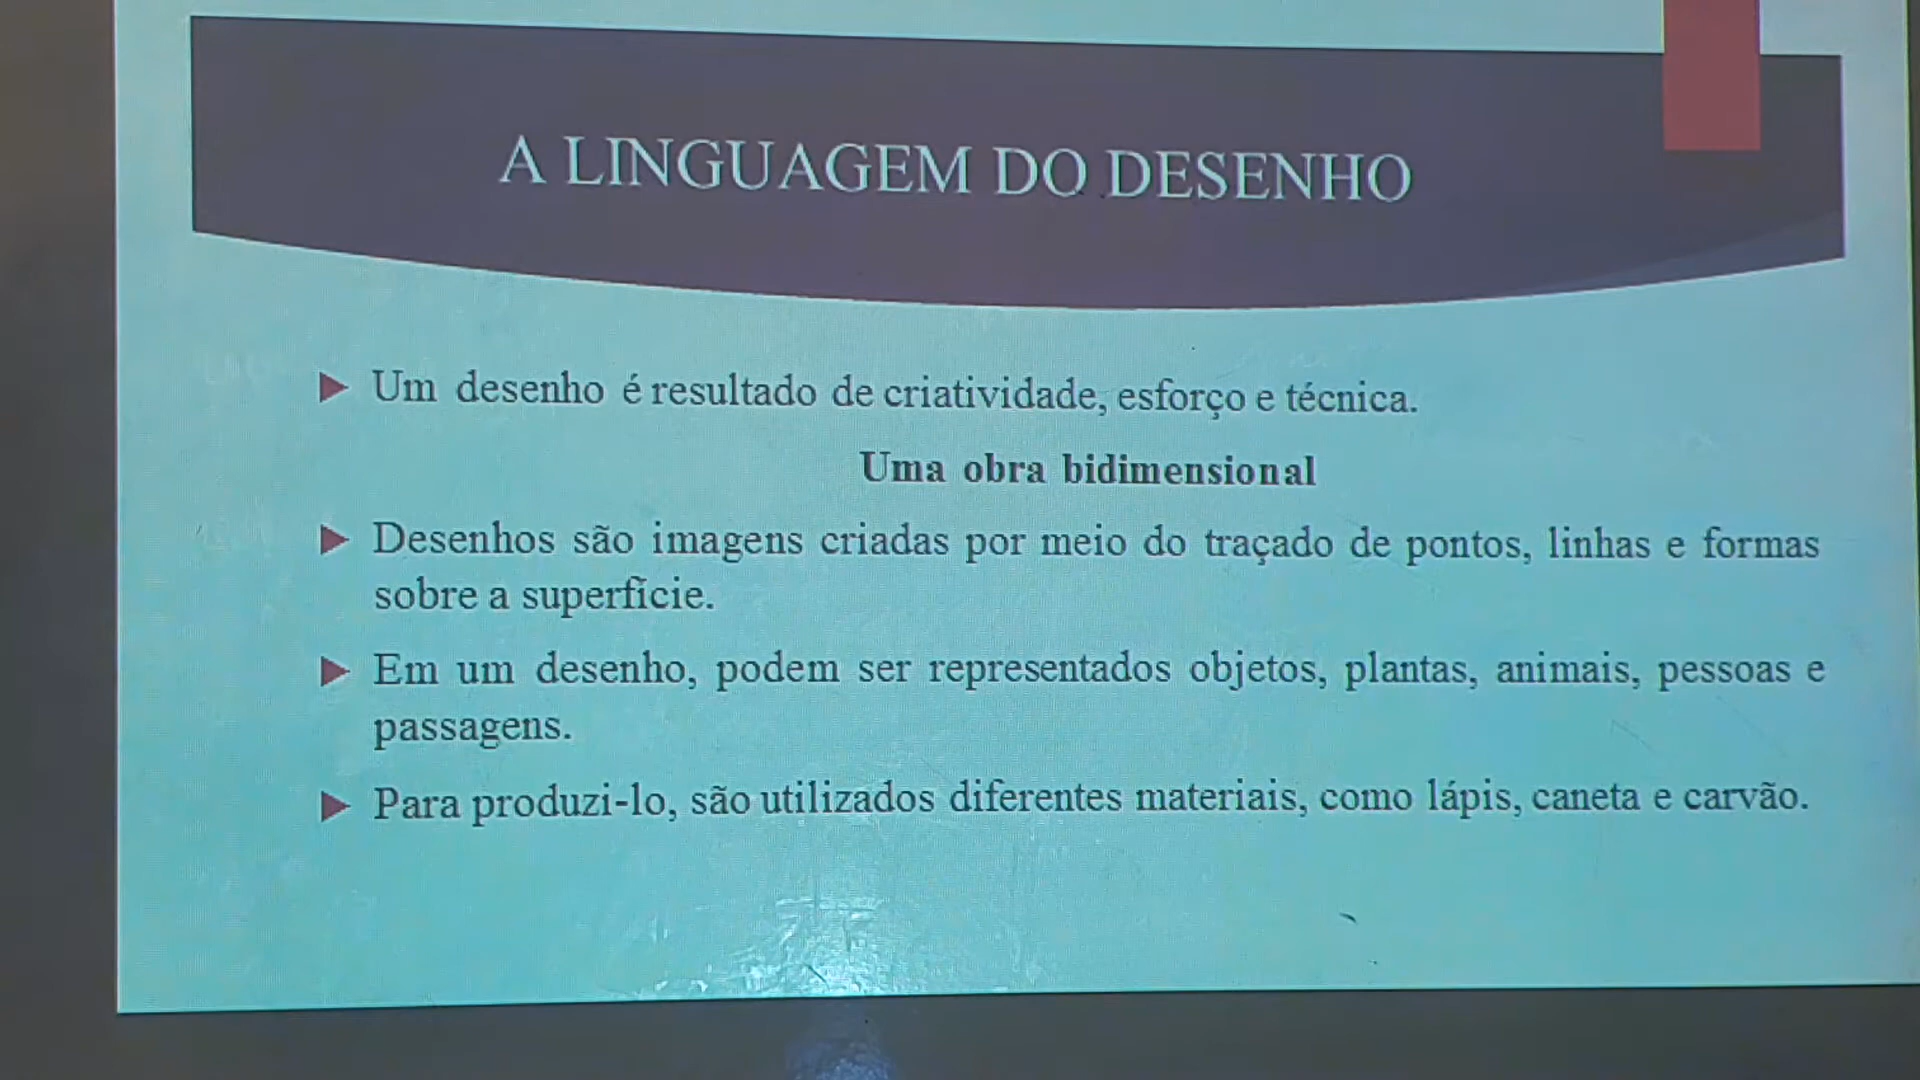 A LINGUAGEM DO DESENHO
Um desenho é resultado de criatividade, esforço e técnica.
Uma obra bidimensional
Desenhos são imagens criadas por meio do traçado de pontos, linhas e formas
sobre a superfície.
Em um desenho, podem ser representados objetos, plantas, animais, pessoas e
passagens.
Para produzi-lo, são utilizados diferentes materiais, como lápis, caneta e carvão.